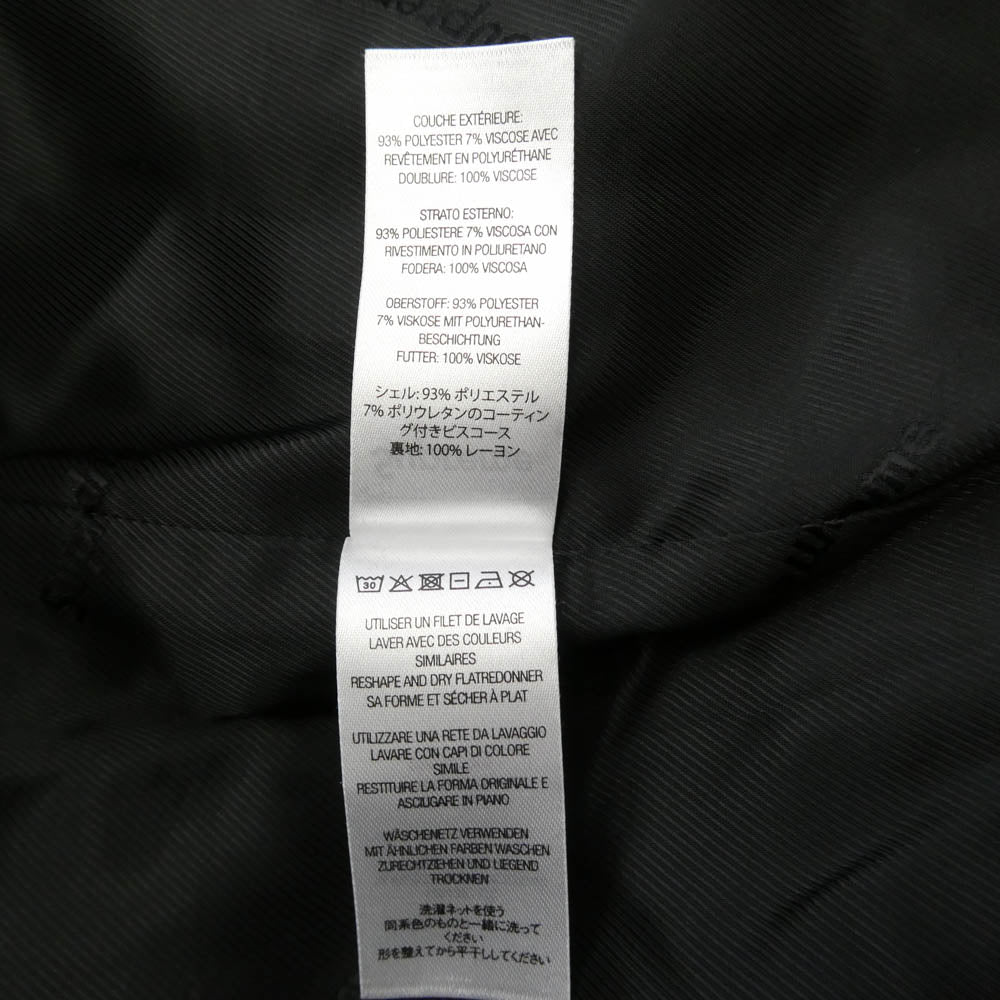 COUCHE EXTÉRIEURE:
93% POLYESTER 7% VISCOSE AVEC
REVÊTEMENT EN POLYURÉTHANE
DOUBLURE: 100% VISCOSE
STRATO ESTERNO:
93% POLIESTERE 7% VISCOSA CON
RIVESTIMENTO IN POLIURETANO
FODERA: 100% VISCOSA
OBERSTOFF: 93% POLYESTER
7% VISKOSE MIT POLYURETHAN-
BESCHICHTUNG
FUTTER: 100% VISKOSE
シェル: 93% ポリエステル
7% ポリウレタンのコーティン
グ付きビスコース
裏地: 100% レーヨン
30
UTILISER UN FILET DE LAVAGE
LAVER AVEC DES COULEURS
SIMILAIRES
RESHAPE AND DRY FLATREDONNER
SA FORME ET SÉCHER À PLAT
UTILIZZARE UNA RETE DA LAVAGGIO
LAVARE CON CAPI DI COLORE
SIMILE
RESTITUIRE LA FORMA ORIGINALE E
ASCIUGARE IN PIANO
WÄSCHENETZ VERWENDEN
MIT ÄHNLICHEN FARBEN WASCHEN
ZURECHTZIEHEN UND LIEGEND
TROCKNEN
洗濯ネットを使う
同系色のものと一緒に洗って
ください
形を整えてから平干ししてください